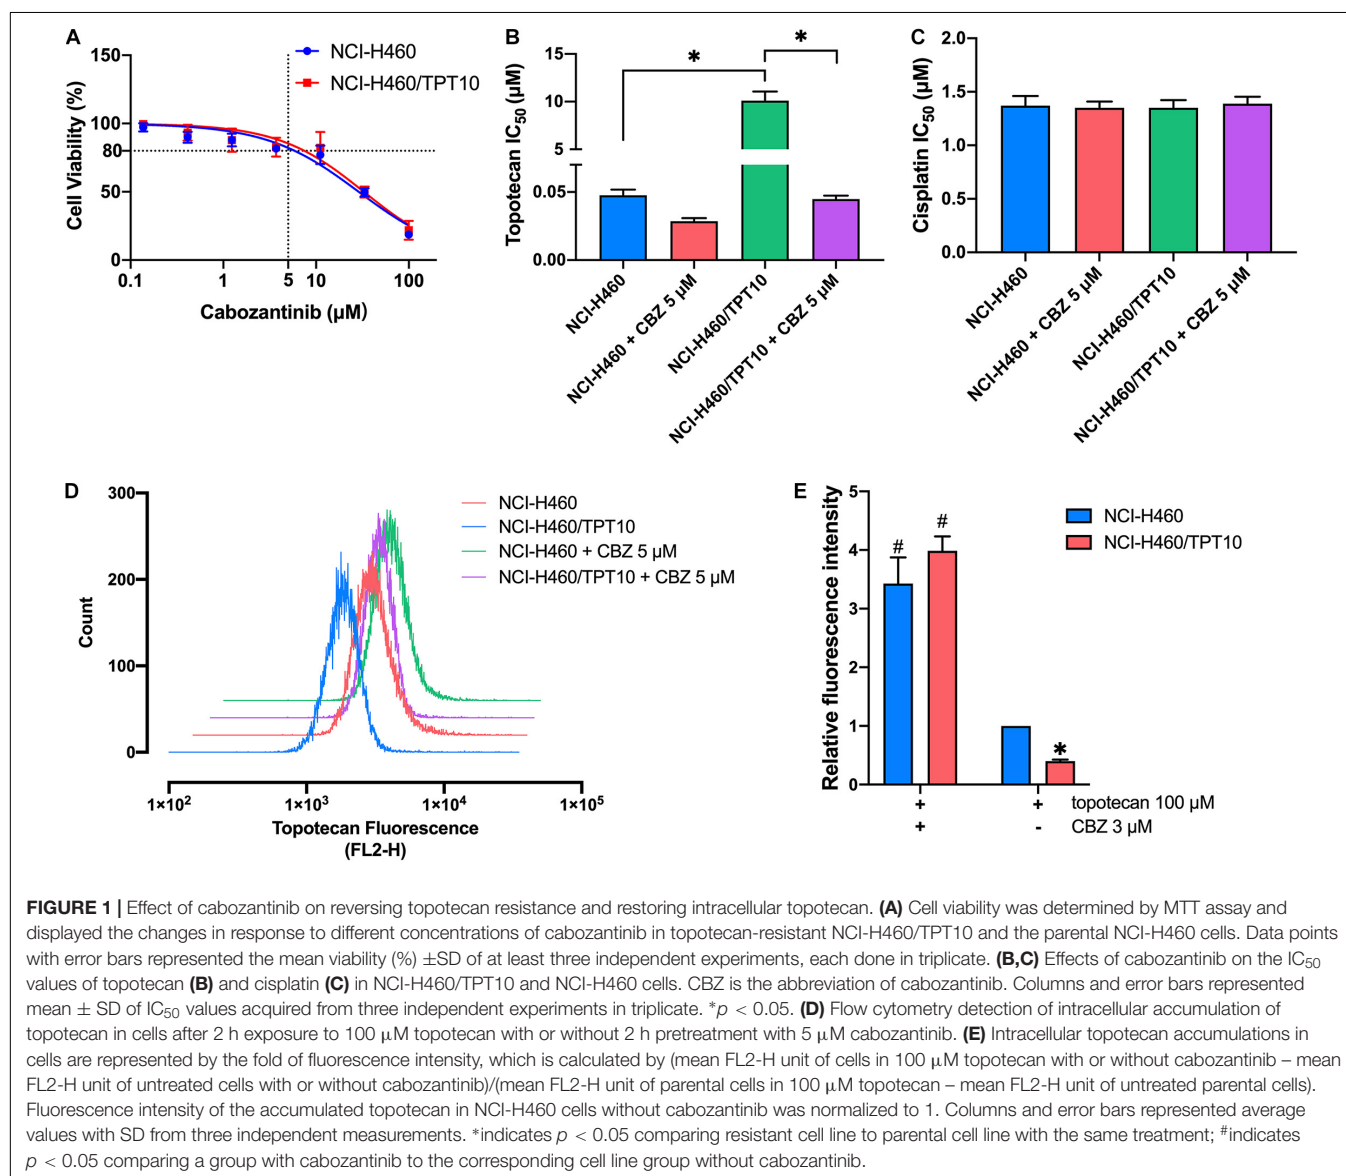 A
NCI-H460
NCI-H460/TPT10
150
100
80
50
0
Cell Viability (%)
0.1 1 5 10 100
Cabozantinib (μM)
B
* *
15
10
5
0.05
0.00
Topotecan IC50 (μM)
NCI-H460
NCI-H460 + CBZ 5 μM
NCI-H460/TPT10
NCI-H460/TPT10 + CBZ 5 μM
C
2.0
1.5
1.0
0.5
0.0
Cisplatin IC50 (μM)
NCI-H460
NCI-H460 + CBZ 5 μM
NCI-H460/TPT10
NCI-H460/TPT10 + CBZ 5 μM
D
300
200
100
0
Count
NCI-H460
NCI-H460/TPT10
NCI-H460 + CBZ 5 μM
NCI-H460/TPT10 + CBZ 5 μM
1×10² 1×10³ 1×10⁴ 1×10⁵
Topotecan Fluorescence
(FL2-H)
E
5
4
3
2
1
0
Relative fluorescence intensity
# #
*
NCI-H460
NCI-H460/TPT10
+ + topotecan 100 μM
+ - CBZ 3 μM
FIGURE 1 | Effect of cabozantinib on reversing topotecan resistance and restoring intracellular topotecan. (A) Cell viability was determined by MTT assay and
displayed the changes in response to different concentrations of cabozantinib in topotecan-resistant NCI-H460/TPT10 and the parental NCI-H460 cells. Data points
with error bars represented the mean viability (%) ±SD of at least three independent experiments, each done in triplicate. (B,C) Effects of cabozantinib on the IC50
values of topotecan (B) and cisplatin (C) in NCI-H460/TPT10 and NCI-H460 cells. CBZ is the abbreviation of cabozantinib. Columns and error bars represented
mean ± SD of IC50 values acquired from three independent experiments in triplicate. *p < 0.05. (D) Flow cytometry detection of intracellular accumulation of
topotecan in cells after 2 h exposure to 100 μM topotecan with or without 2 h pretreatment with 5 μM cabozantinib. (E) Intracellular topotecan accumulations in
cells are represented by the fold of fluorescence intensity, which is calculated by (mean FL2-H unit of cells in 100 μM topotecan with or without cabozantinib – mean
FL2-H unit of untreated cells with or without cabozantinib)/(mean FL2-H unit of parental cells in 100 μM topotecan – mean FL2-H unit of untreated parental cells).
Fluorescence intensity of the accumulated topotecan in NCI-H460 cells without cabozantinib was normalized to 1. Columns and error bars represented average
values with SD from three independent measurements. *indicates p < 0.05 comparing resistant cell line to parental cell line with the same treatment; #indicates
p < 0.05 comparing a group with cabozantinib to the corresponding cell line group without cabozantinib.